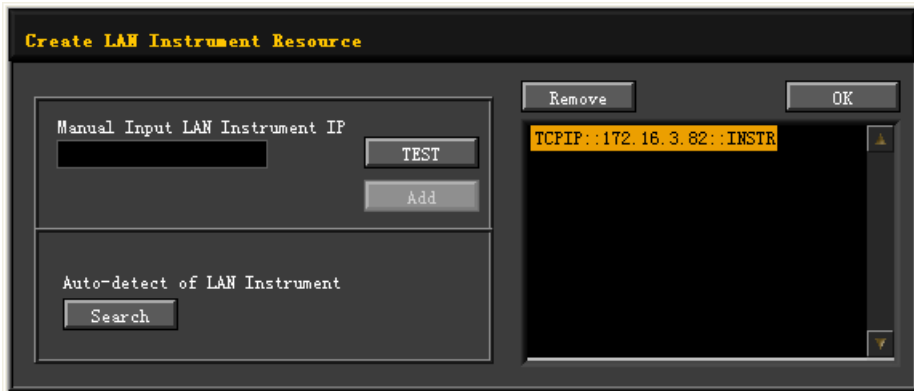 Create LAN Instrument Resource
Manual Input LAN Instrument IP
TEST
Add
Auto-detect of LAN Instrument
Search
Remove
OK
TCPIP::172.16.3.82::INSTR